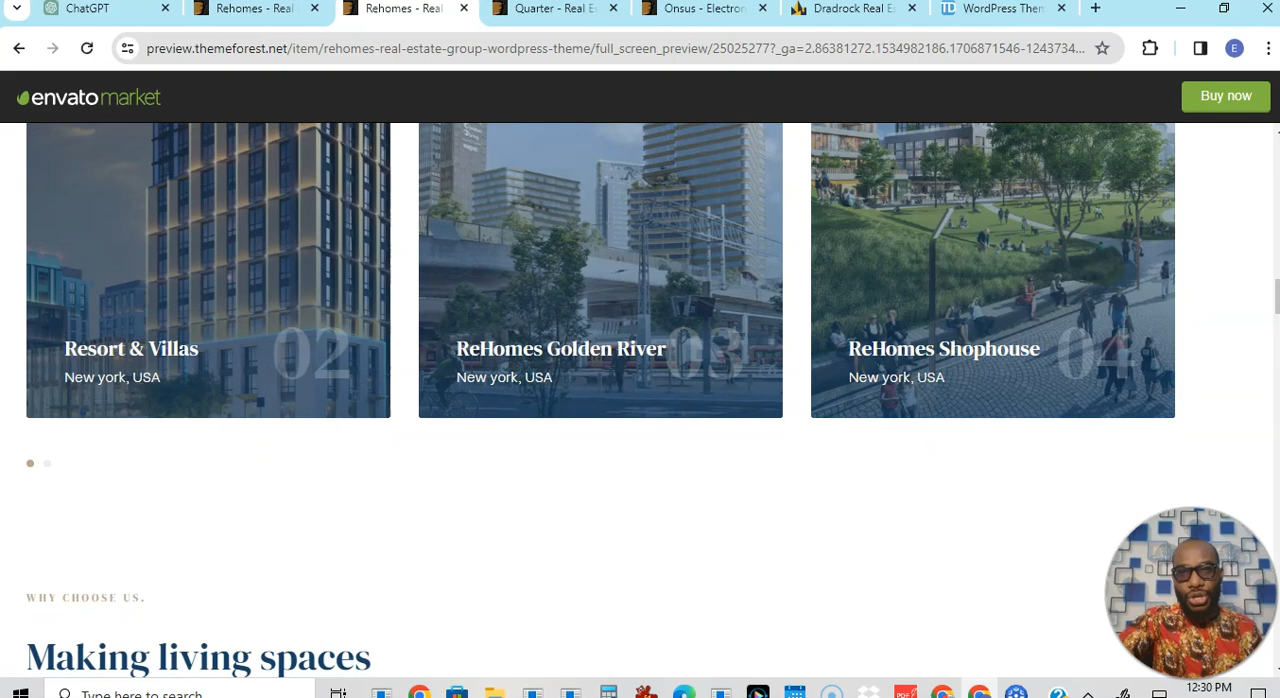 ChatGPT
Rehomes - Real
Rehomes - Real
Quarter - Real E
Onsus - Electron
Dradrock Real E
WordPress Them
preview.themeforest.net/item/rehomes-real-estate-group-wordpress-theme/full_screen_preview/25025277?_ga=2.86381272.1534982186.1706871546-1243734...
E
envatomarket
Buy now
02
Resort & Villas
New york, USA
03
ReHomes Golden River
New york, USA
04
ReHomes Shophouse
New york, USA
WHY CHOOSE US.
Making living spaces
Type here to search
12:30 PM